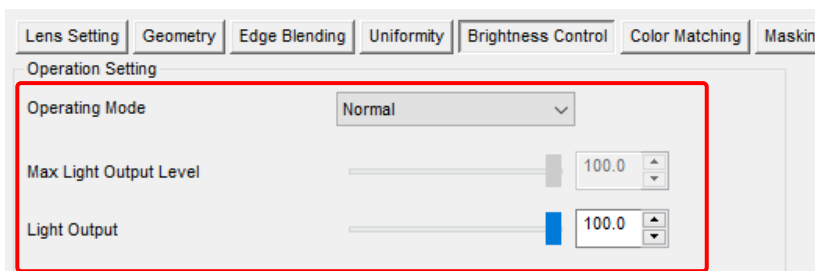 Lens Setting Geometry Edge Blending Uniformity Brightness Control Color Matching Maskin
Operation Setting
Operating Mode Normal
Max Light Output Level 100.0
Light Output 100.0